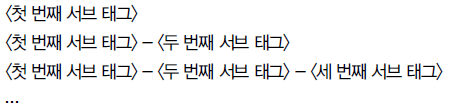 〈첫 번째 서브 태그〉
〈첫 번째 서브 태그〉 – 〈두 번째 서브 태그〉
〈첫 번째 서브 태그〉 – 〈두 번째 서브 태그〉 – 〈세 번째 서브 태그〉
...